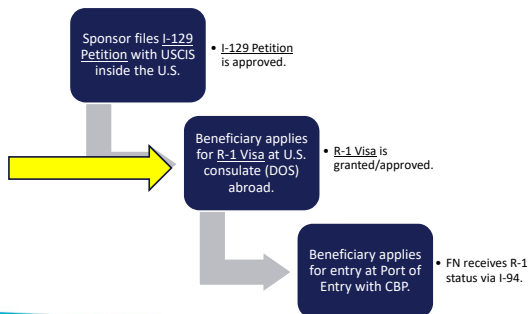 Sponsor files I-129
Petition with USCIS
inside the U.S.
• I-129 Petition
is approved.
Beneficiary applies
for R-1 Visa at U.S.
consulate (DOS)
abroad.
• R-1 Visa is
granted/approved.
Beneficiary applies
for entry at Port of
Entry with CBP.
• FN receives R-1
status via I-94.